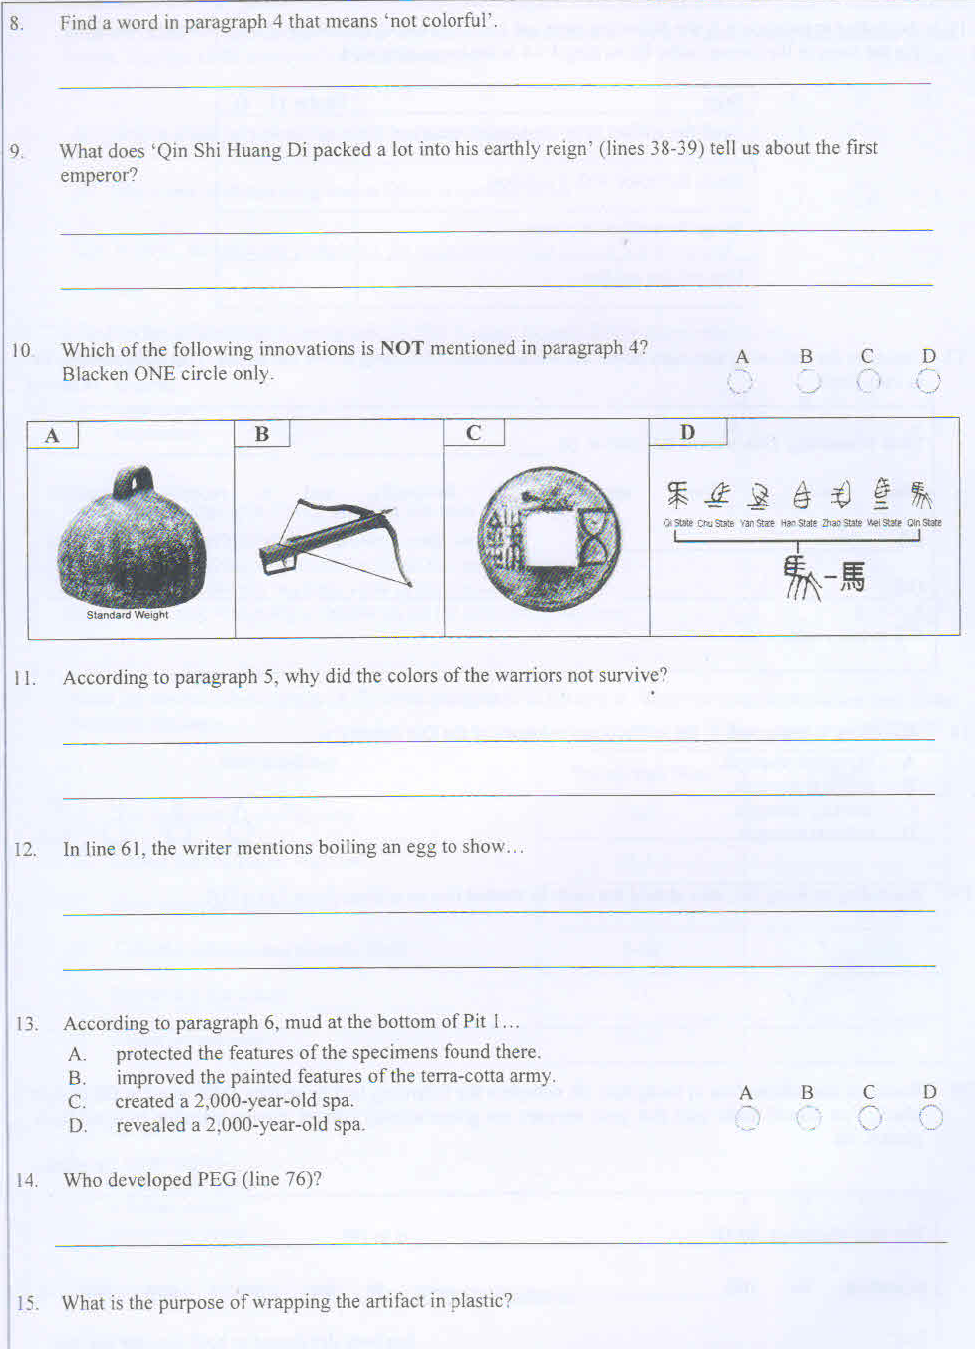 8. Find a word in paragraph 4 that means ‘not colorful’.
9. What does ‘Qin Shi Huang Di packed a lot into his earthly reign’ (lines 38-39) tell us about the first
emperor?
10. Which of the following innovations is NOT mentioned in paragraph 4?
Blacken ONE circle only.
A B C D
A B C D
Standard Weight
Qi State Chu State Yan State Han State Zhao State Wei State Qin State
馬
11. According to paragraph 5, why did the colors of the warriors not survive?
12. In line 61, the writer mentions boiling an egg to show…
13. According to paragraph 6, mud at the bottom of Pit 1…
A. protected the features of the specimens found there.
B. improved the painted features of the terra-cotta army.
C. created a 2,000-year-old spa.
D. revealed a 2,000-year-old spa.
A B C D
14. Who developed PEG (line 76)?
15. What is the purpose of wrapping the artifact in plastic?